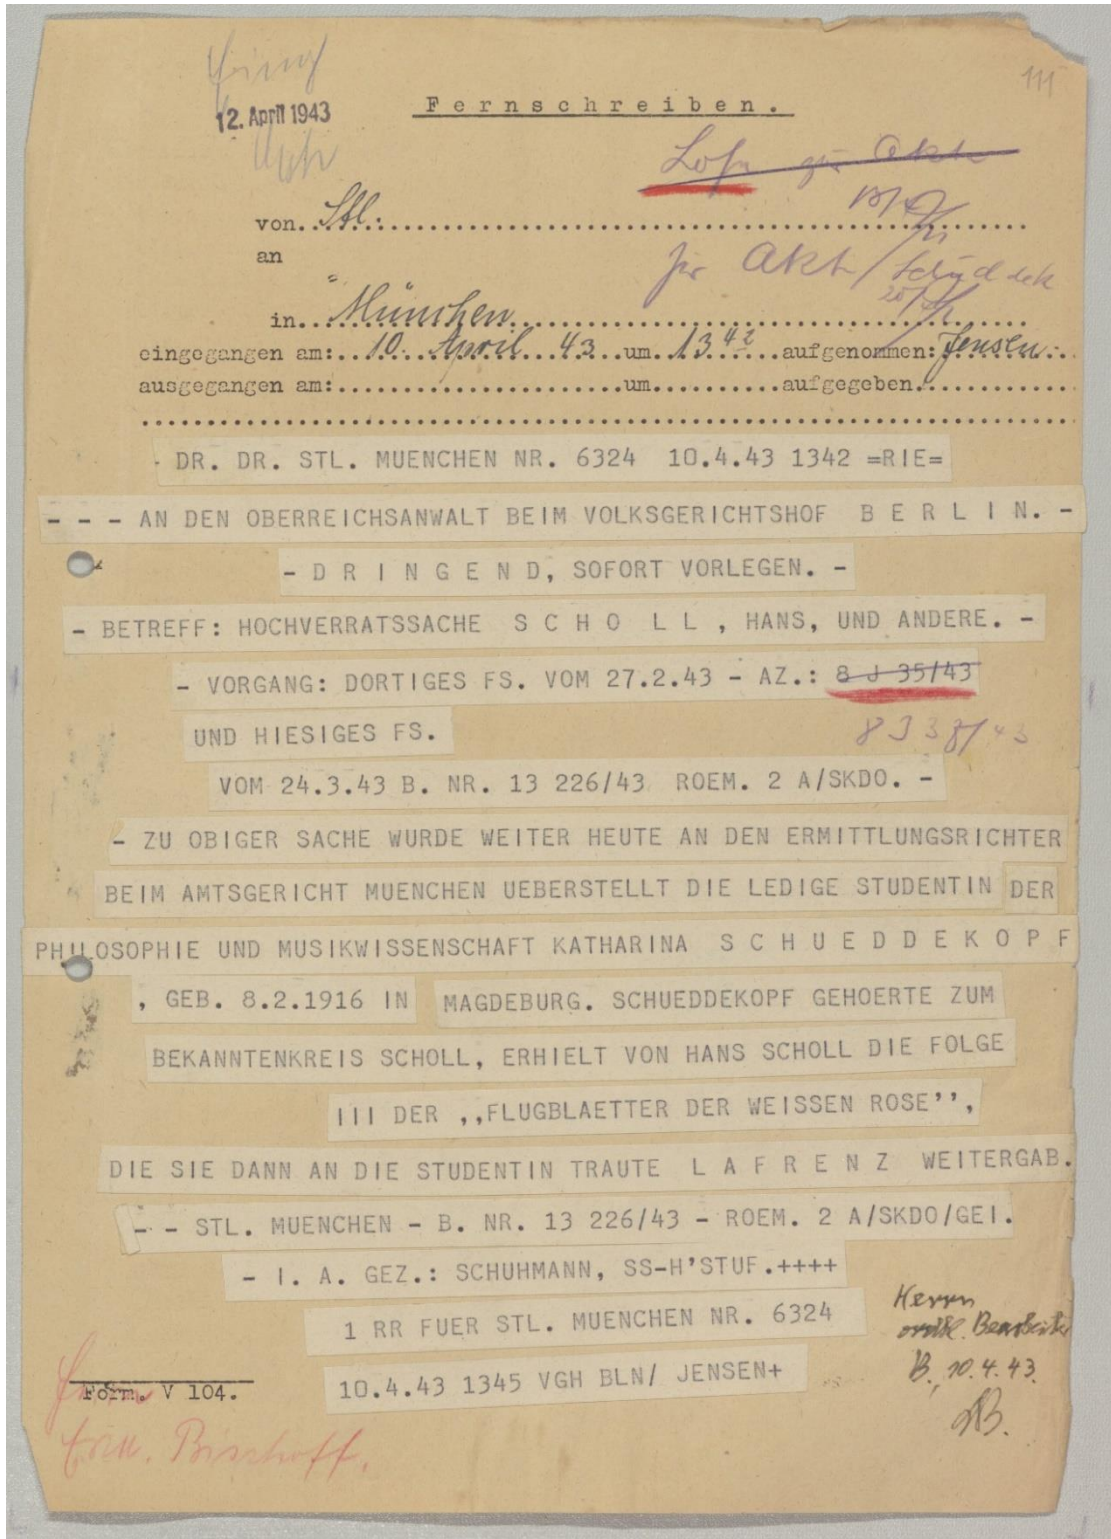 111
12. April 1943
Fernschreiben.
zur Akte
von Stl.
an
zur Akte
in München
eingegangen am: 10. April 43 um 13 42 aufgenommen: Jensen
ausgegangen am: um aufgegeben
- DR. DR. STL. MUENCHEN NR. 6324 10.4.43 1342 =RIE=
- - - AN DEN OBERREICHSANWALT BEIM VOLKSGERICHTSHOF B E R L I N. -
- D R I N G E N D, SOFORT VORLEGEN. -
- BETREFF: HOCHVERRATSSACHE S C H O L L , HANS, UND ANDERE. -
- VORGANG: DORTIGES FS. VOM 27.2.43 - AZ.: 8 J 35/43
UND HIESIGES FS.
VOM 24.3.43 B. NR. 13 226/43 ROEM. 2 A/SKDO. -
- ZU OBIGER SACHE WURDE WEITER HEUTE AN DEN ERMITTLUNGSRICHTER
BEIM AMTSGERICHT MUENCHEN UEBERSTELLT DIE LEDIGE STUDENTIN DER
PHILOSOPHIE UND MUSIKWISSENSCHAFT KATHARINA S C H U E D D E K O P F
, GEB. 8.2.1916 IN MAGDEBURG. SCHUEDDEKOPF GEHOERTE ZUM
BEKANNTENKREIS SCHOLL, ERHIELT VON HANS SCHOLL DIE FOLGE
III DER ,,FLUGBLAETTER DER WEISSEN ROSE'',
DIE SIE DANN AN DIE STUDENTIN TRAUTE L A F R E N Z WEITERGAB.
- - STL. MUENCHEN - B. NR. 13 226/43 - ROEM. 2 A/SKDO/GEI.
- I. A. GEZ.: SCHUHMANN, SS-H'STUF.++++
1 RR FUER STL. MUENCHEN NR. 6324
10.4.43 1345 VGH BLN/ JENSEN+
Herrn
Bearbeiter
B., 10.4.43.
Form. V 104.
Bischoff.